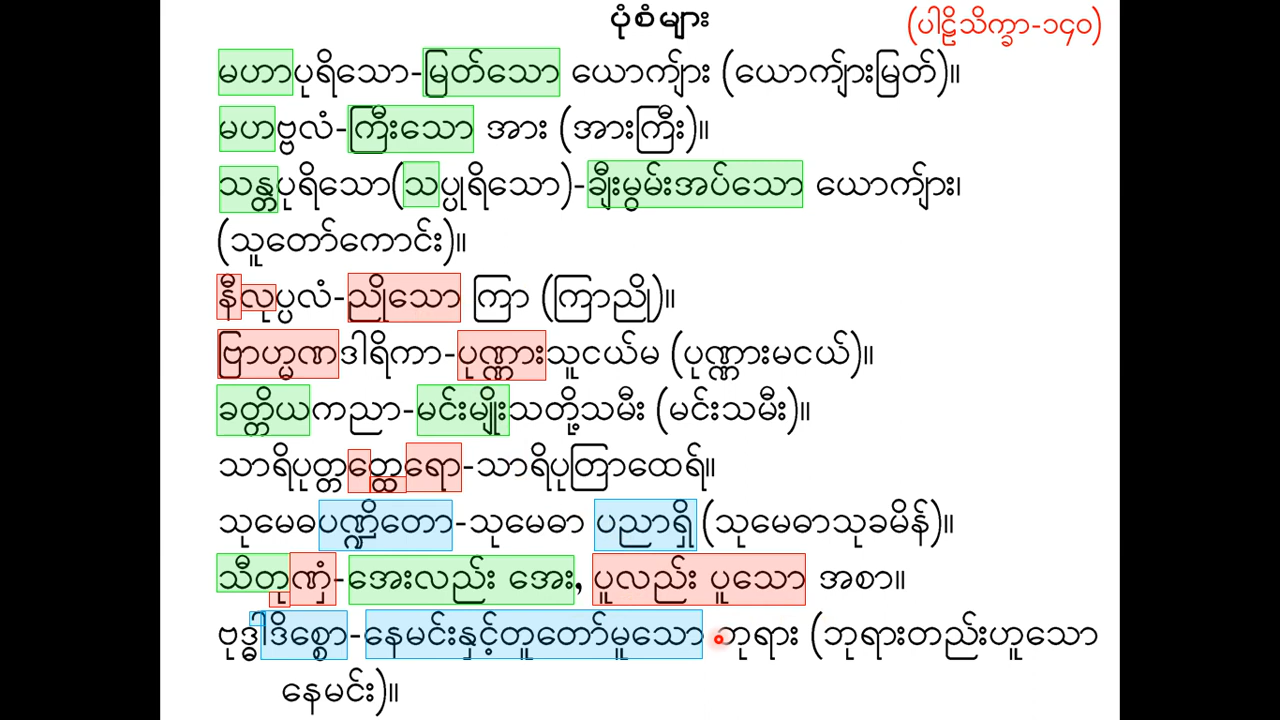 ပုံစံများ
(ပါဠိသိက္ခာ-၁၄၀)
မဟာပုရိသော-မြတ်သော ယောကျ်ား (ယောကျ်ားမြတ်)။
မဟဗ္ဗလံ-ကြီးသော အား (အားကြီး)။
သန္တပုရိသော(သပ္ပုရိသော)-ချီးမွမ်းအပ်သော ယောကျ်ား၊
(သူတော်ကောင်း)။
နီလုပ္ပလံ-ညိုသော ကြာ (ကြာညို)။
ဗြာဟ္မဏဒါရိကာ-ပုဏ္ဏားသူငယ်မ (ပုဏ္ဏားမငယ်)။
ခတ္တိယကညာ-မင်းမျိုးသတို့သမီး (မင်းသမီး)။
သာရိပုတ္တတ္ထေရော-သာရိပုတြာထေရ်။
သုမေဓပဏ္ဍိတော-သုမေဓာ ပညာရှိ (သုမေဓာသုခမိန်)။
သီတုဏှံ-အေးလည်း အေး, ပူလည်း ပူသော အစာ။
ဗုဒ္ဓါဒိစ္စော-နေမင်းနှင့်တူတော်မူသော ဘုရား (ဘုရားတည်းဟူသော
နေမင်း)။